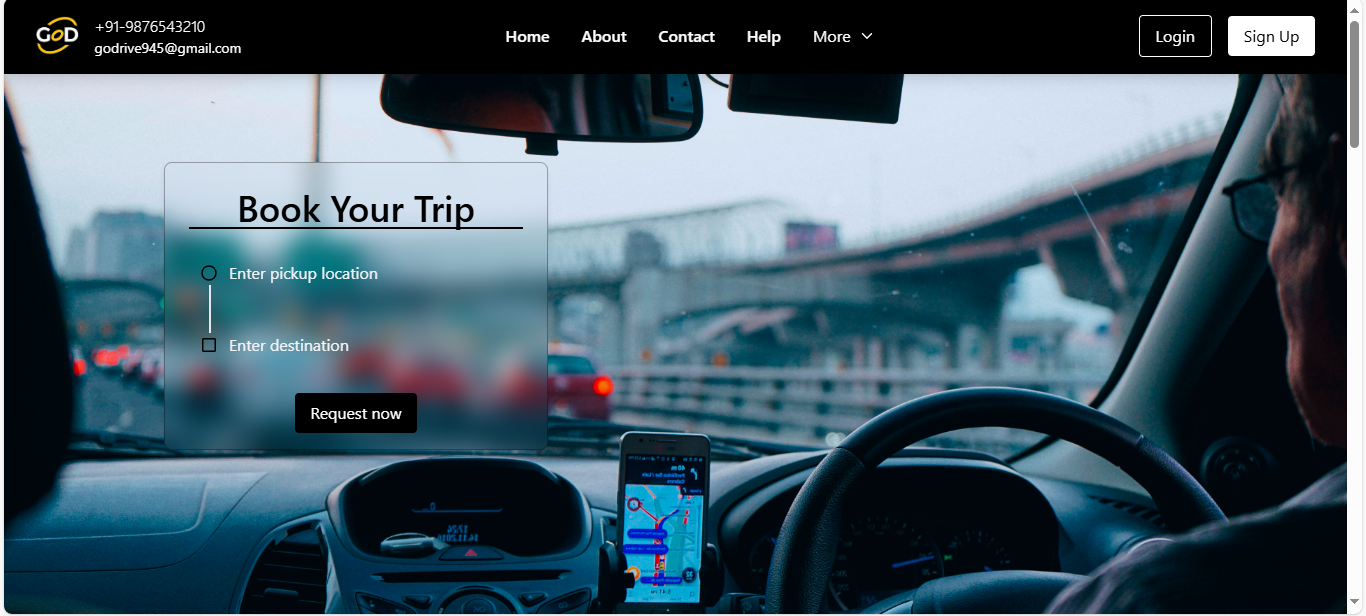 GoD
+91-9876543210
godrive945@gmail.com
Home
About
Contact
Help
More
Login
Sign Up
Book Your Trip
Enter pickup location
Enter destination
Request now